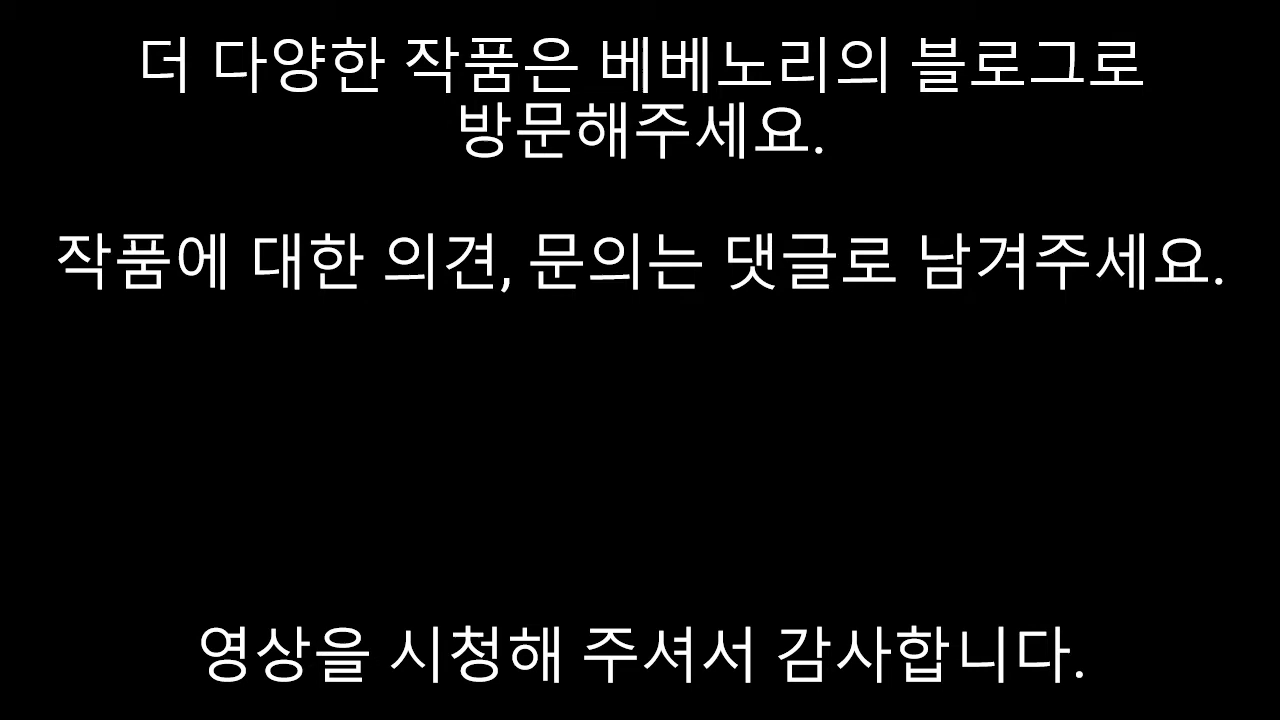 더 다양한 작품은 베베노리의 블로그로
방문해주세요.
작품에 대한 의견, 문의는 댓글로 남겨주세요.
영상을 시청해 주셔서 감사합니다.